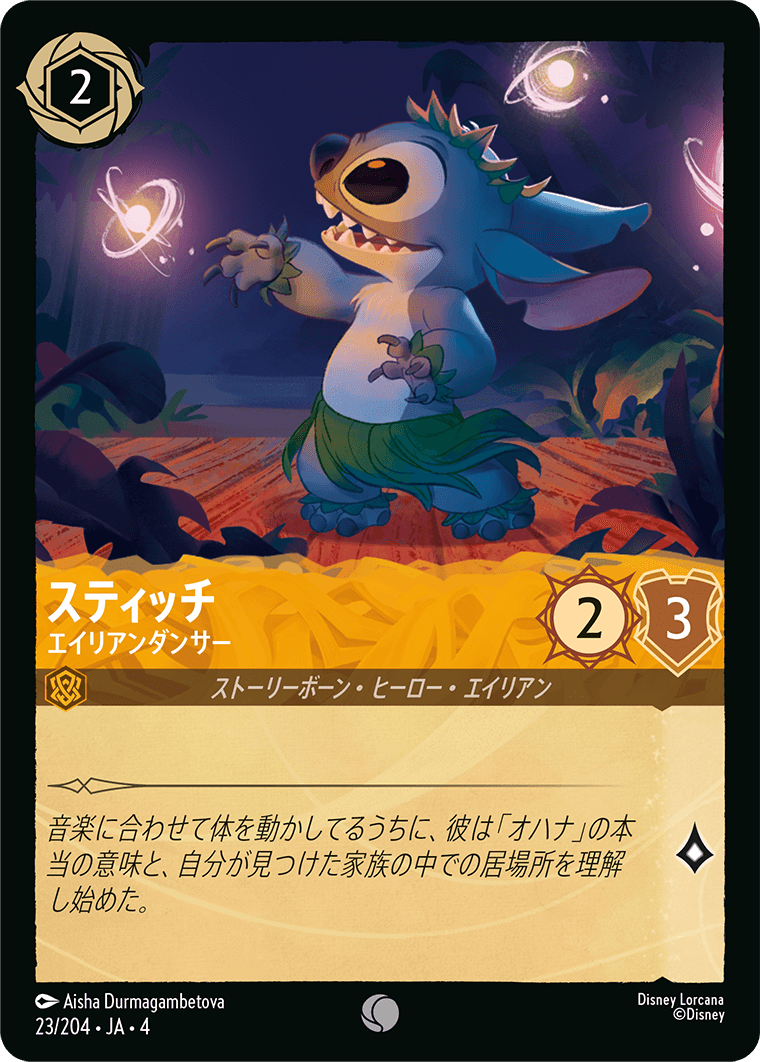 2
スティッチ
エイリアンダンサー
2
3
ストーリーボーン・ヒーロー・エイリアン
音楽に合わせて体を動かしてるうちに、彼は「オハナ」の本
当の意味と、自分が見つけた家族の中での居場所を理解
し始めた。
Aisha Durmagambetova
23/204 • JA • 4
Disney Lorcana
©Disney